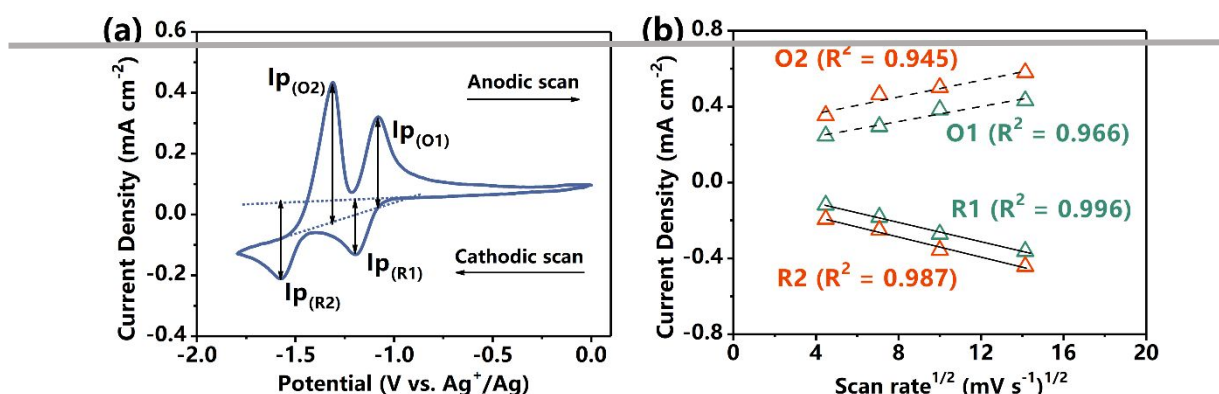 (a)
0.6
0.4
0.2
0.0
-0.2
-0.4
Current Density (mA cm⁻²)
Ip(O2)
Anodic scan
Ip(O1)
Ip(R1)
Cathodic scan
Ip(R2)
-2.0 -1.5 -1.0 -0.5 0.0
Potential (V vs. Ag⁺/Ag)
(b)
0.8
0.4
0.0
-0.4
-0.8
Current Density (mA cm⁻²)
O2 (R² = 0.945)
O1 (R² = 0.966)
R1 (R² = 0.996)
R2 (R² = 0.987)
0 4 8 12 16 20
Scan rate¹/² (mV s⁻¹)¹/²